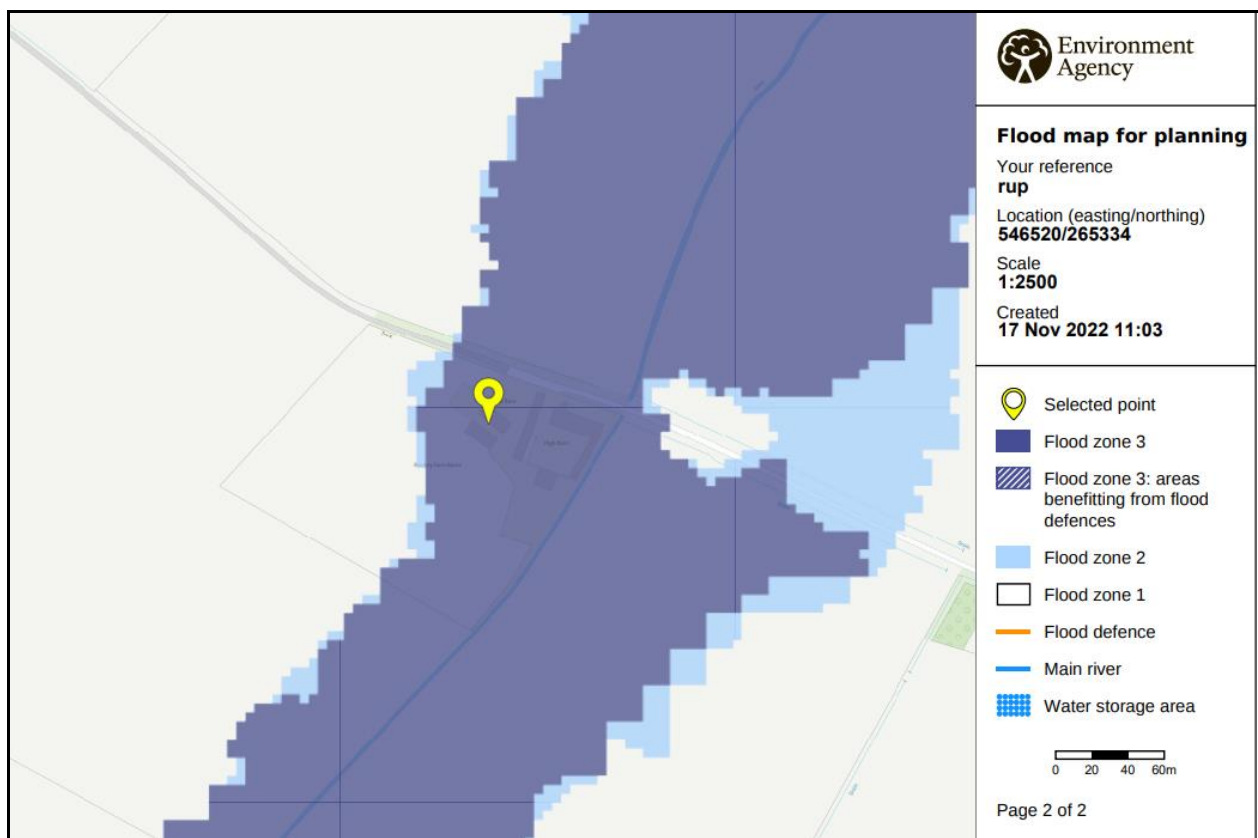 Environment
Agency
Flood map for planning
Your reference
rup
Location (easting/northing)
546520/265334
Scale
1:2500
Created
17 Nov 2022 11:03
Selected point
Flood zone 3
Flood zone 3: areas
benefitting from flood
defences
Flood zone 2
Flood zone 1
Flood defence
Main river
Water storage area
0 20 40 60m
Page 2 of 2